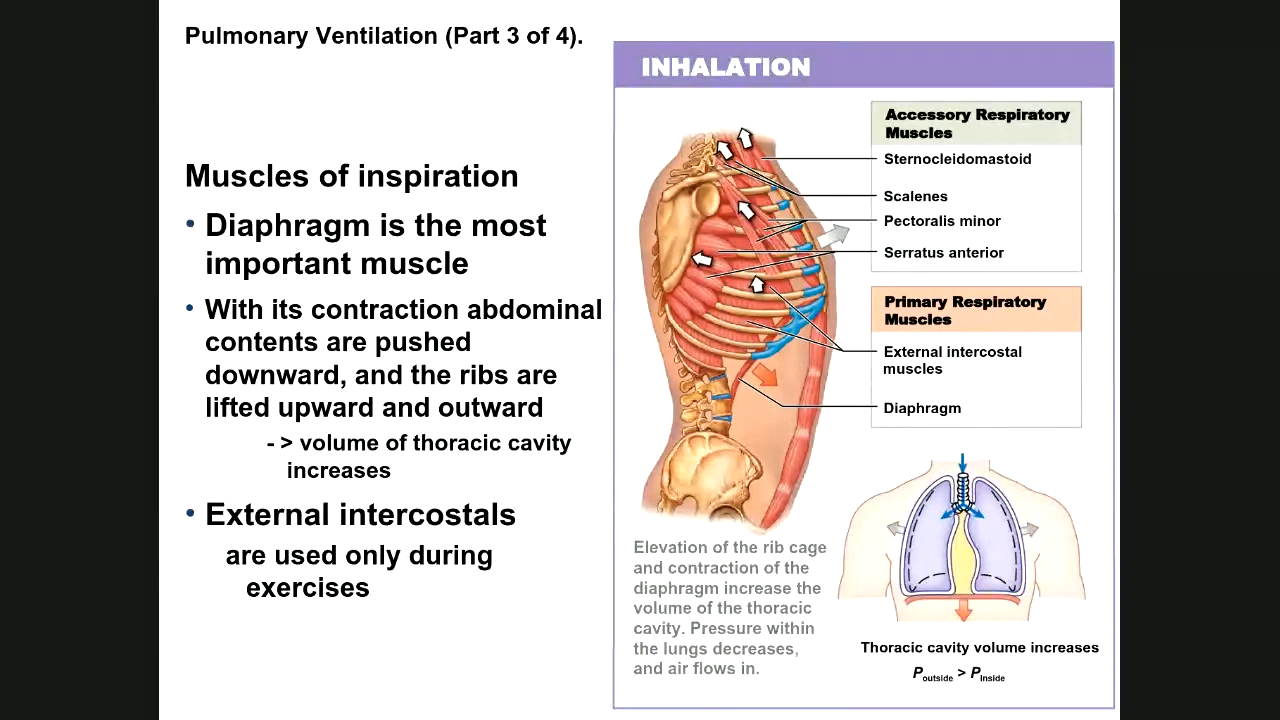 Pulmonary Ventilation (Part 3 of 4).
Muscles of inspiration
• Diaphragm is the most
important muscle
• With its contraction abdominal
contents are pushed
downward, and the ribs are
lifted upward and outward
- > volume of thoracic cavity
increases
• External intercostals
are used only during
exercises
INHALATION
Accessory Respiratory
Muscles
Sternocleidomastoid
Scalenes
Pectoralis minor
Serratus anterior
Primary Respiratory
Muscles
External intercostal
muscles
Diaphragm
Elevation of the rib cage
and contraction of the
diaphragm increase the
volume of the thoracic
cavity. Pressure within
the lungs decreases,
and air flows in.
Thoracic cavity volume increases
Poutside > PInside